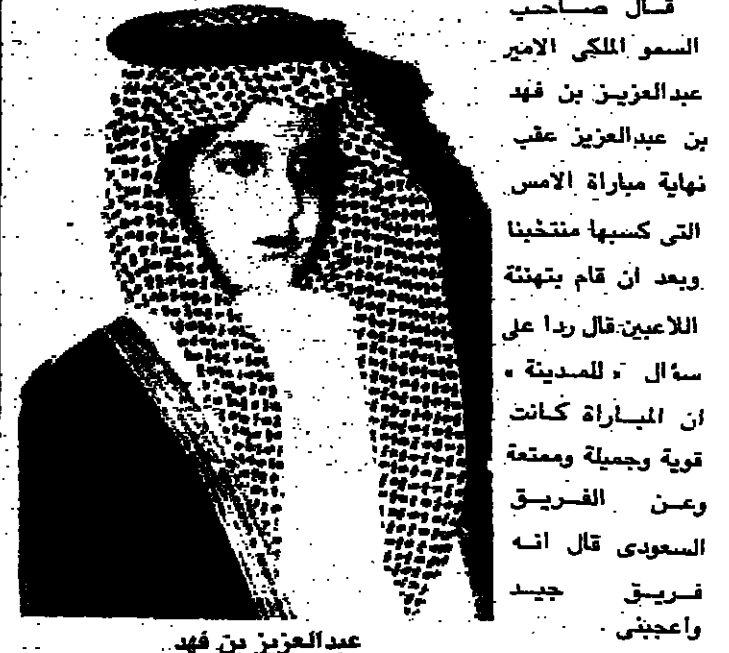 قال صاحب
السمو الملكى الامير
عبدالعزيز بن فهد
بن عبدالعزيز عقب
نهاية مباراة الامس
التى كسبها منتخبنا
وبعد ان قام بتهنئة
اللاعبين قال ردا على
سؤال « للمدينة »
ان المباراة كانت
قوية وجميلة وممتعة
وعن الفريق
السعودى قال انه
فريق جيد
واعجبنى .
عبدالعزيز بن فهد